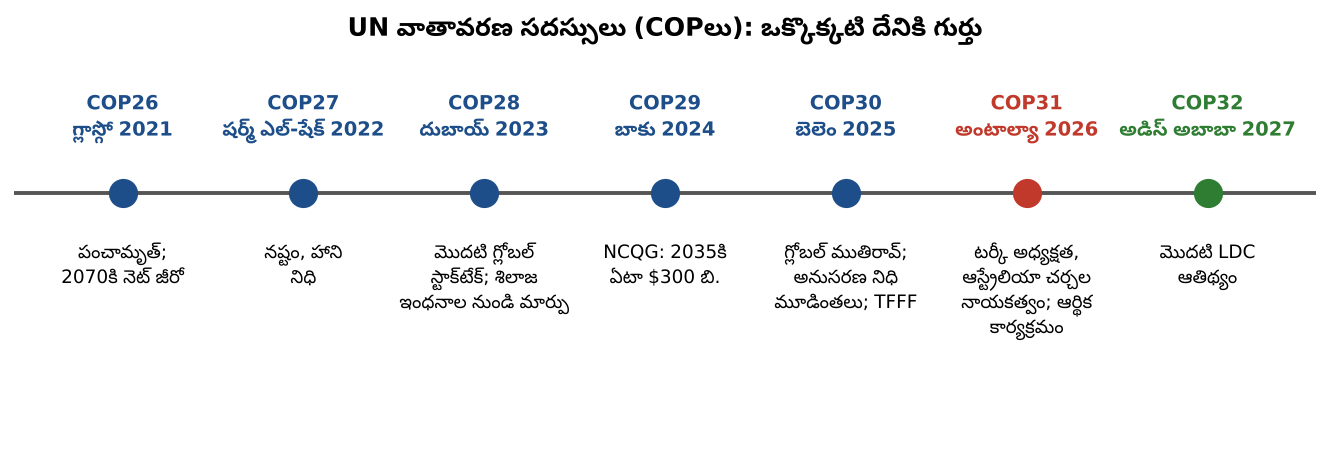 UN వాతావరణ సదస్సులు (COPలు): ఒక్కొక్కటి దేనికి గుర్తు
COP26
గ్లాస్గో 2021
COP27
షర్మ్ ఎల్-షేక్ 2022
COP28
దుబాయ్ 2023
COP29
బాకు 2024
COP30
బెలెం 2025
COP31
అంటాల్యా 2026
COP32
అడిస్ అబాబా 2027
పంచామృత్;
2070కి నెట్ జీరో
నష్టం, హాని
నిధి
మొదటి గ్లోబల్
స్టాక్‌టేక్; శిలాజ
ఇంధనాల నుండి మార్పు
NCQG: 2035కి
ఏటా $300 బి.
గ్లోబల్ ముతిరావ్;
అనుసరణ నిధి
మూడింతలు; TFFF
టర్కీ అధ్యక్షత,
ఆస్ట్రేలియా చర్చల
నాయకత్వం; ఆర్థిక
కార్యక్రమం
మొదటి LDC
ఆతిథ్యం